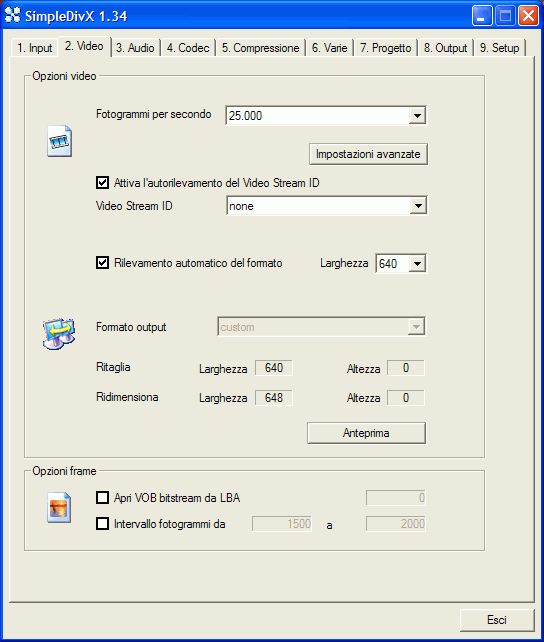 SimpleDivX 1.34
1. Input 2. Video 3. Audio 4. Codec 5. Compressione 6. Varie 7. Progetto 8. Output 9. Setup
Opzioni video
Fotogrammi per secondo 25.000
Impostazioni avanzate
Attiva l'autorilevamento del Video Stream ID
Video Stream ID none
Rilevamento automatico del formato Larghezza 640
Formato output custom
Ritaglia Larghezza 640 Altezza 0
Ridimensiona Larghezza 648 Altezza 0
Anteprima
Opzioni frame
Apri VOB bitstream da LBA 0
Intervallo fotogrammi da 1500 a 2000
Esci